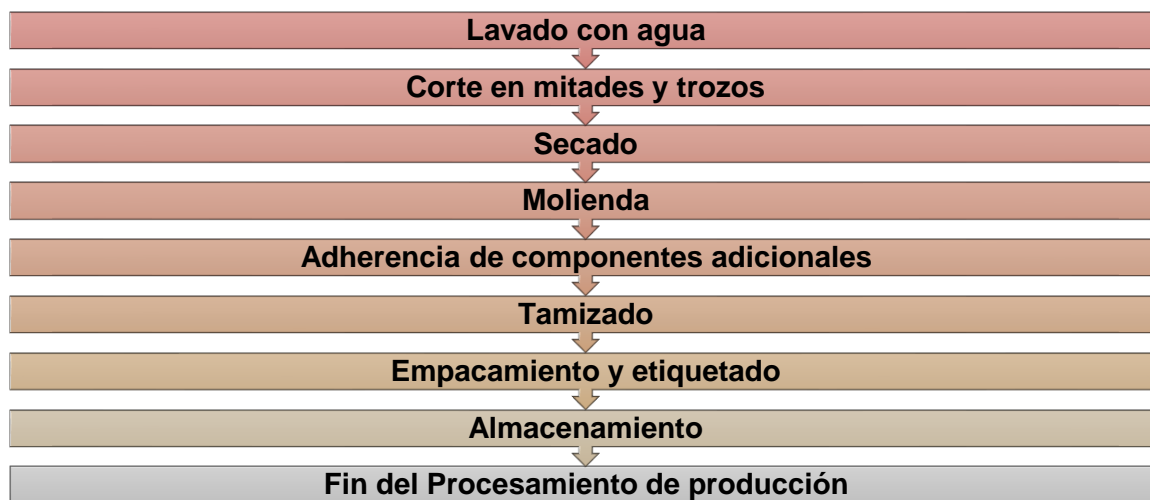 Lavado con agua
Corte en mitades y trozos
Secado
Molienda
Adherencia de componentes adicionales
Tamizado
Empacamiento y etiquetado
Almacenamiento
Fin del Procesamiento de producción